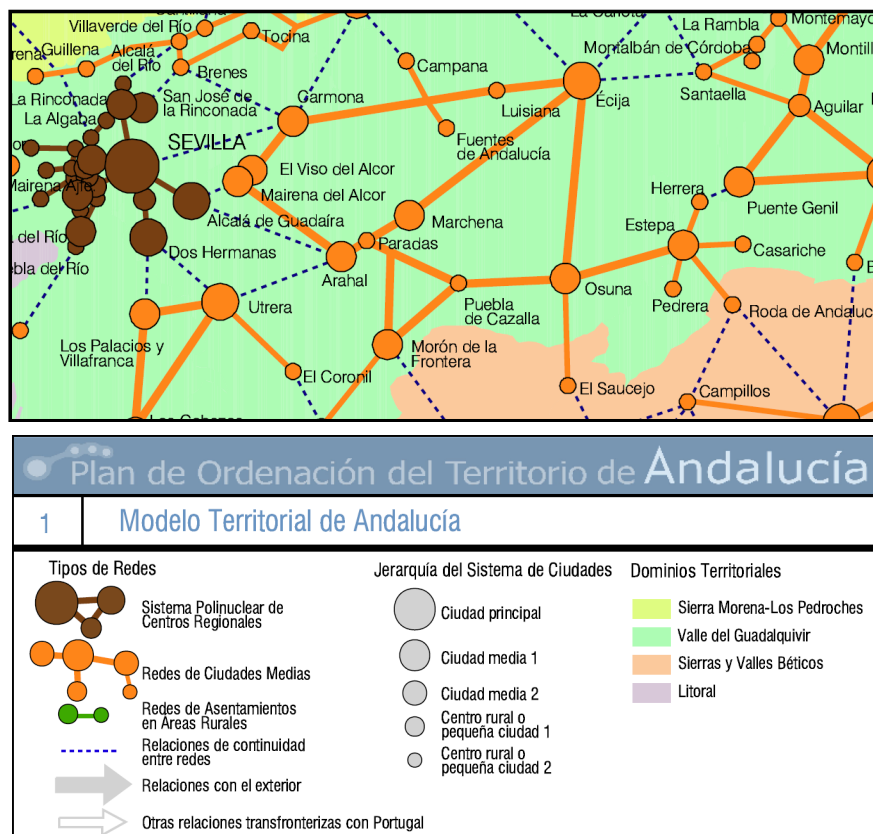 La Carlota
Villaverde del Río
Tocina
La Rambla
Montemayo
Guillena
Alcalá
del Río
Brenes
Campana
Montalbán de Córdoba
Montill
La Rinconada
San José de
la Rinconada
Carmona
Luisiana
Écija
Santaella
Aguilar
La Algaba
SEVILLA
Fuentes
de Andalucía
El Viso del Alcor
Mairena Ajfe
Mairena del Alcor
Herrera
Puente Genil
Alcalá de Guadaíra
Marchena
Estepa
a del Río
Dos Hermanas
Paradas
Casariche
ebla del Río
Arahal
Osuna
Pedrera
Utrera
Puebla
de Cazalla
Roda de Andaluc
Los Palacios y
Villafranca
Morón de la
Frontera
El Coronil
El Saucejo
Campillos
Las Cabezas
Plan de Ordenación del Territorio de Andalucía
1
Modelo Territorial de Andalucía
Tipos de Redes
Sistema Polinuclear de
Centros Regionales
Redes de Ciudades Medias
Redes de Asentamientos
en Áreas Rurales
Relaciones de continuidad
entre redes
Relaciones con el exterior
Otras relaciones transfronterizas con Portugal
Jerarquía del Sistema de Ciudades
Ciudad principal
Ciudad media 1
Ciudad media 2
Centro rural o
pequeña ciudad 1
Centro rural o
pequeña ciudad 2
Dominios Territoriales
Sierra Morena-Los Pedroches
Valle del Guadalquivir
Sierras y Valles Béticos
Litoral